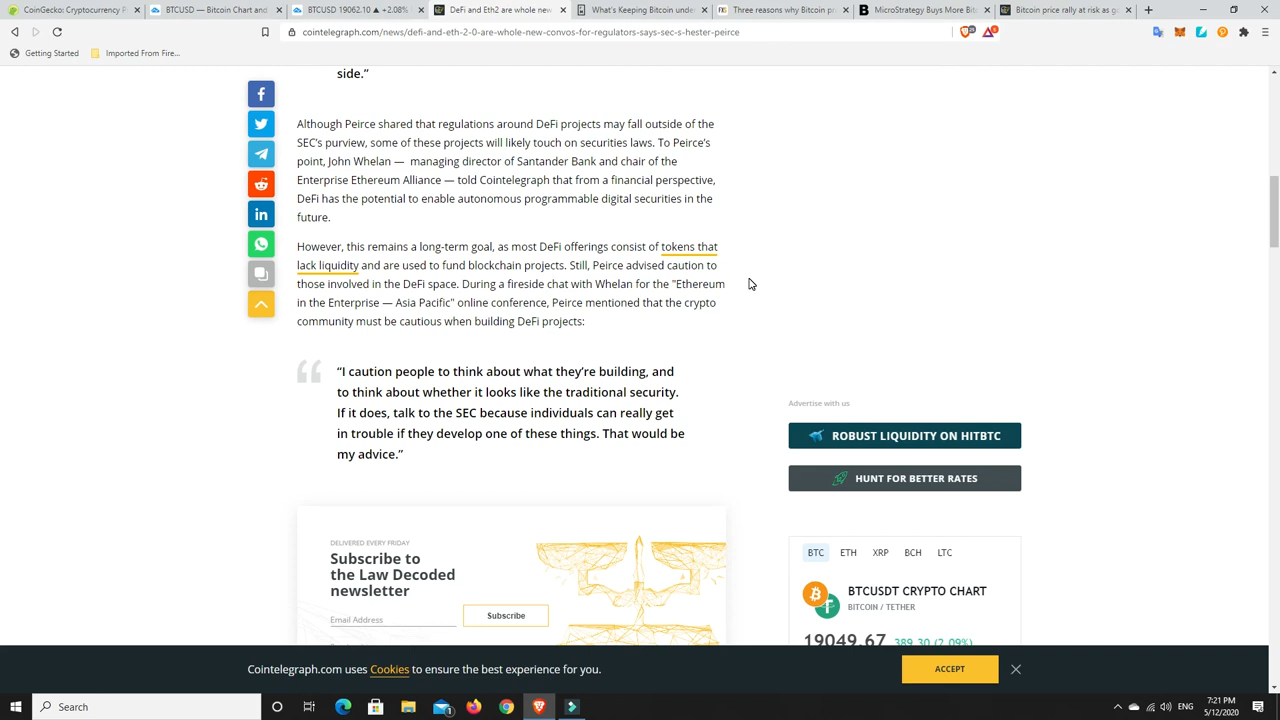 CoinGecko: Cryptocurrency P
BTCUSD — Bitcoin Chart and
BTCUSD 19062.10 ▲ +2.08%
DeFi and Eth2 are whole new
What's Keeping Bitcoin unde
Three reasons why Bitcoin pr
MicroStrategy Buys More Bit
Bitcoin price rally at risk as g
cointelegraph.com/news/defi-and-eth-2-0-are-whole-new-convos-for-regulators-says-sec-s-hester-peirce
Getting Started
Imported From Fire...
side.”
Although Peirce shared that regulations around DeFi projects may fall outside of the
SEC’s purview, some of these projects will likely touch on securities laws. To Peirce’s
point, John Whelan — managing director of Santander Bank and chair of the
Enterprise Ethereum Alliance — told Cointelegraph that from a financial perspective,
DeFi has the potential to enable autonomous programmable digital securities in the
future.
However, this remains a long-term goal, as most DeFi offerings consist of tokens that
lack liquidity and are used to fund blockchain projects. Still, Peirce advised caution to
those involved in the DeFi space. During a fireside chat with Whelan for the "Ethereum
in the Enterprise — Asia Pacific" online conference, Peirce mentioned that the crypto
community must be cautious when building DeFi projects:
“I caution people to think about what they’re building, and
to think about whether it looks like the traditional security.
If it does, talk to the SEC because individuals can really get
in trouble if they develop one of these things. That would be
my advice.”
Advertise with us
ROBUST LIQUIDITY ON HITBTC
HUNT FOR BETTER RATES
DELIVERED EVERY FRIDAY
Subscribe to
the Law Decoded
newsletter
Email Address
Subscribe
BTC ETH XRP BCH LTC
BTCUSDT CRYPTO CHART
BITCOIN / TETHER
19049.67 389.30 (2.09%)
Cointelegraph.com uses Cookies to ensure the best experience for you.
ACCEPT
Search
ENG
7:21 PM
5/12/2020